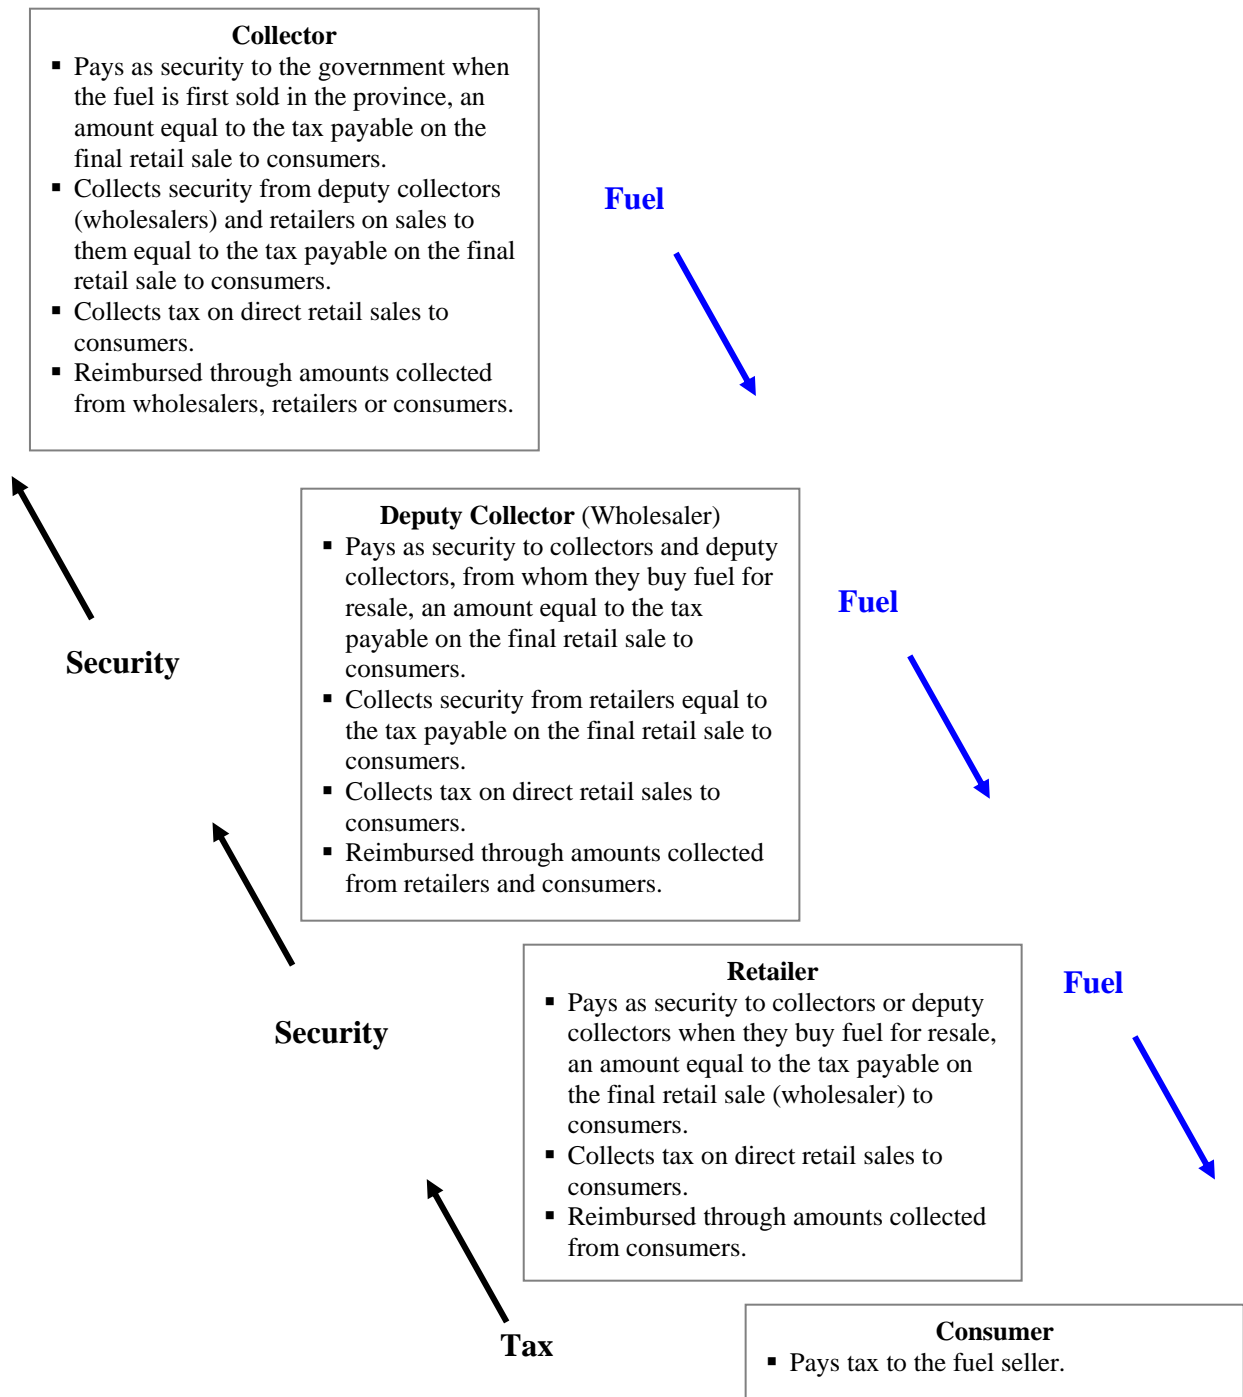 Collector
▪ Pays as security to the government when
the fuel is first sold in the province, an
amount equal to the tax payable on the
final retail sale to consumers.
▪ Collects security from deputy collectors
(wholesalers) and retailers on sales to
them equal to the tax payable on the final
retail sale to consumers.
▪ Collects tax on direct retail sales to
consumers.
▪ Reimbursed through amounts collected
from wholesalers, retailers or consumers.
Fuel
Security
Deputy Collector (Wholesaler)
▪ Pays as security to collectors and deputy
collectors, from whom they buy fuel for
resale, an amount equal to the tax
payable on the final retail sale to
consumers.
▪ Collects security from retailers equal to
the tax payable on the final retail sale to
consumers.
▪ Collects tax on direct retail sales to
consumers.
▪ Reimbursed through amounts collected
from retailers and consumers.
Fuel
Security
Retailer
▪ Pays as security to collectors or deputy
collectors when they buy fuel for resale,
an amount equal to the tax payable on
the final retail sale (wholesaler) to
consumers.
▪ Collects tax on direct retail sales to
consumers.
▪ Reimbursed through amounts collected
from consumers.
Fuel
Tax
Consumer
▪ Pays tax to the fuel seller.